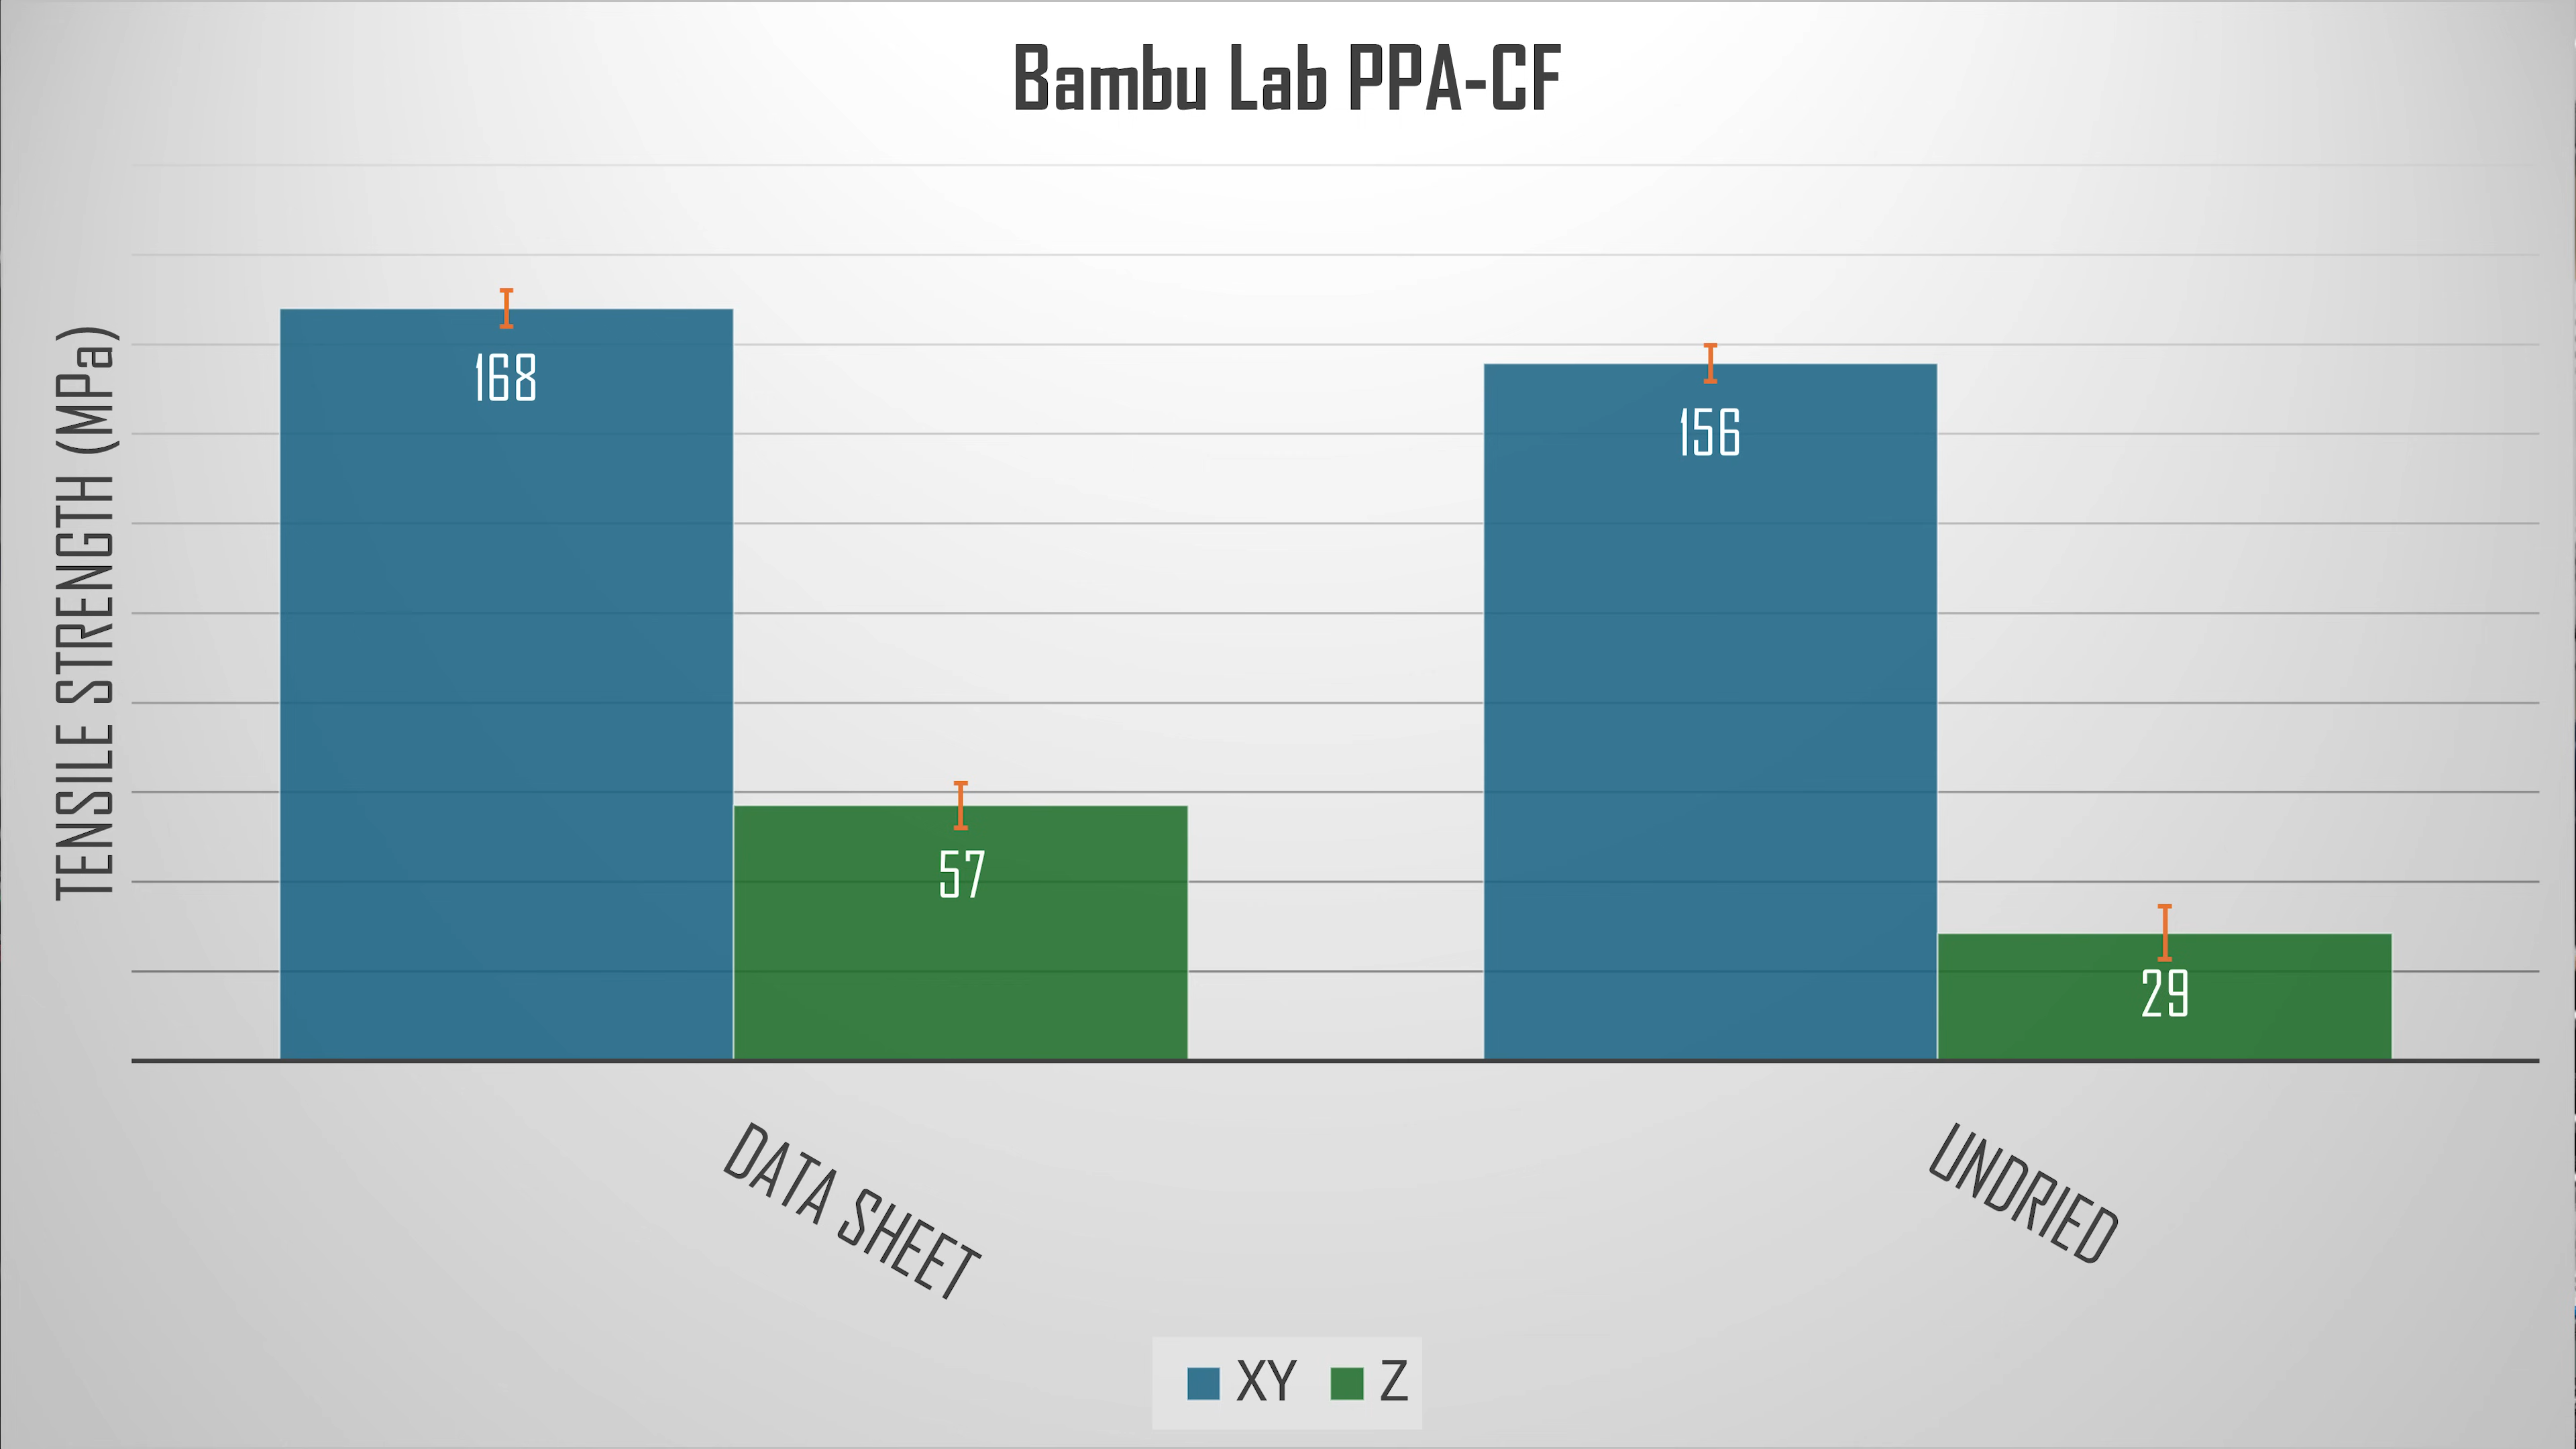 Bambu Lab PPA-CF
TENSILE STRENGTH (MPa)
168
57
156
29
DATA SHEET
UNDRIED
XY
Z